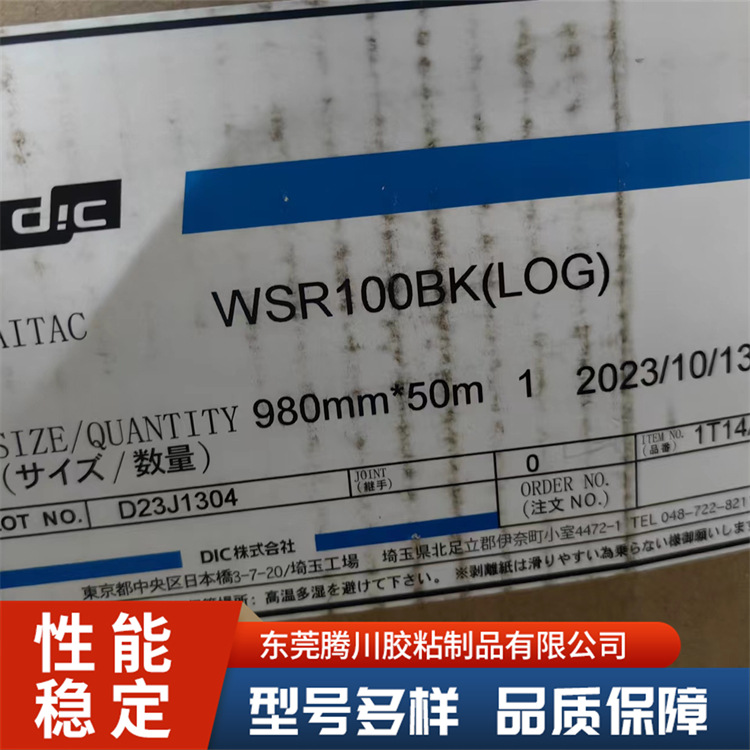 dic
AITAC WSR100BK(LOG)
SIZE/QUANTITY 980mm*50m 1 2023/10/13
(サイズ/数量)
LOT NO. D23J1304 JOINT (継手) 0 ITEM NO. (品番) 1T14
ORDER NO.
(注文 NO.)
DIC株式会社
東京都中央区日本橋3-7-20/埼玉工場 埼玉県北足立郡伊奈町小室4472-1 TEL 048-722-821
:高温多湿を避けて下さい。 ※剥離紙は滑りやすい為乗らない様御願いします
性能
稳定
东莞腾川胶粘制品有限公司
型号多样 品质保障